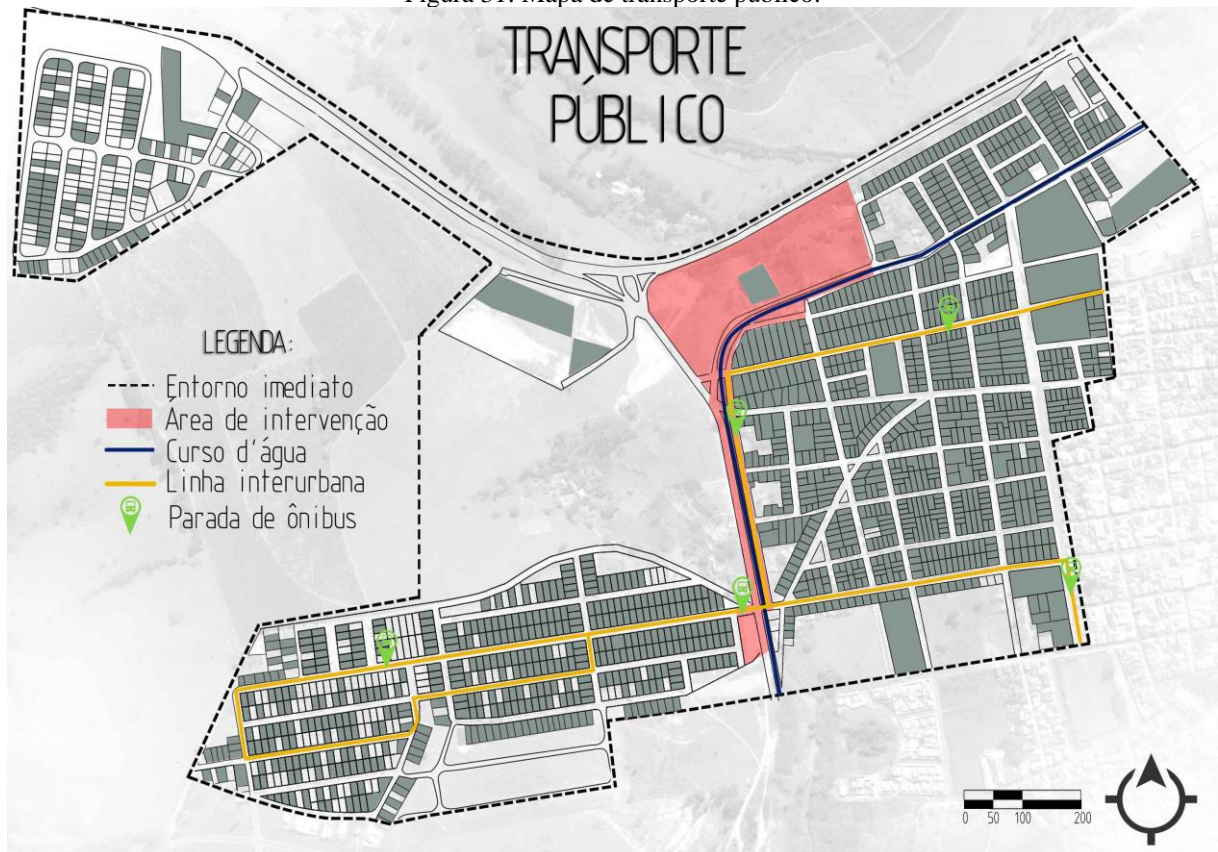 Figura 31: Mapa de transporte público.
TRANSPORTE
PÚBLICO
LEGENDA:
Entorno imediato
Área de intervenção
Curso d'água
Linha interurbana
Parada de ônibus
0 50 100 200